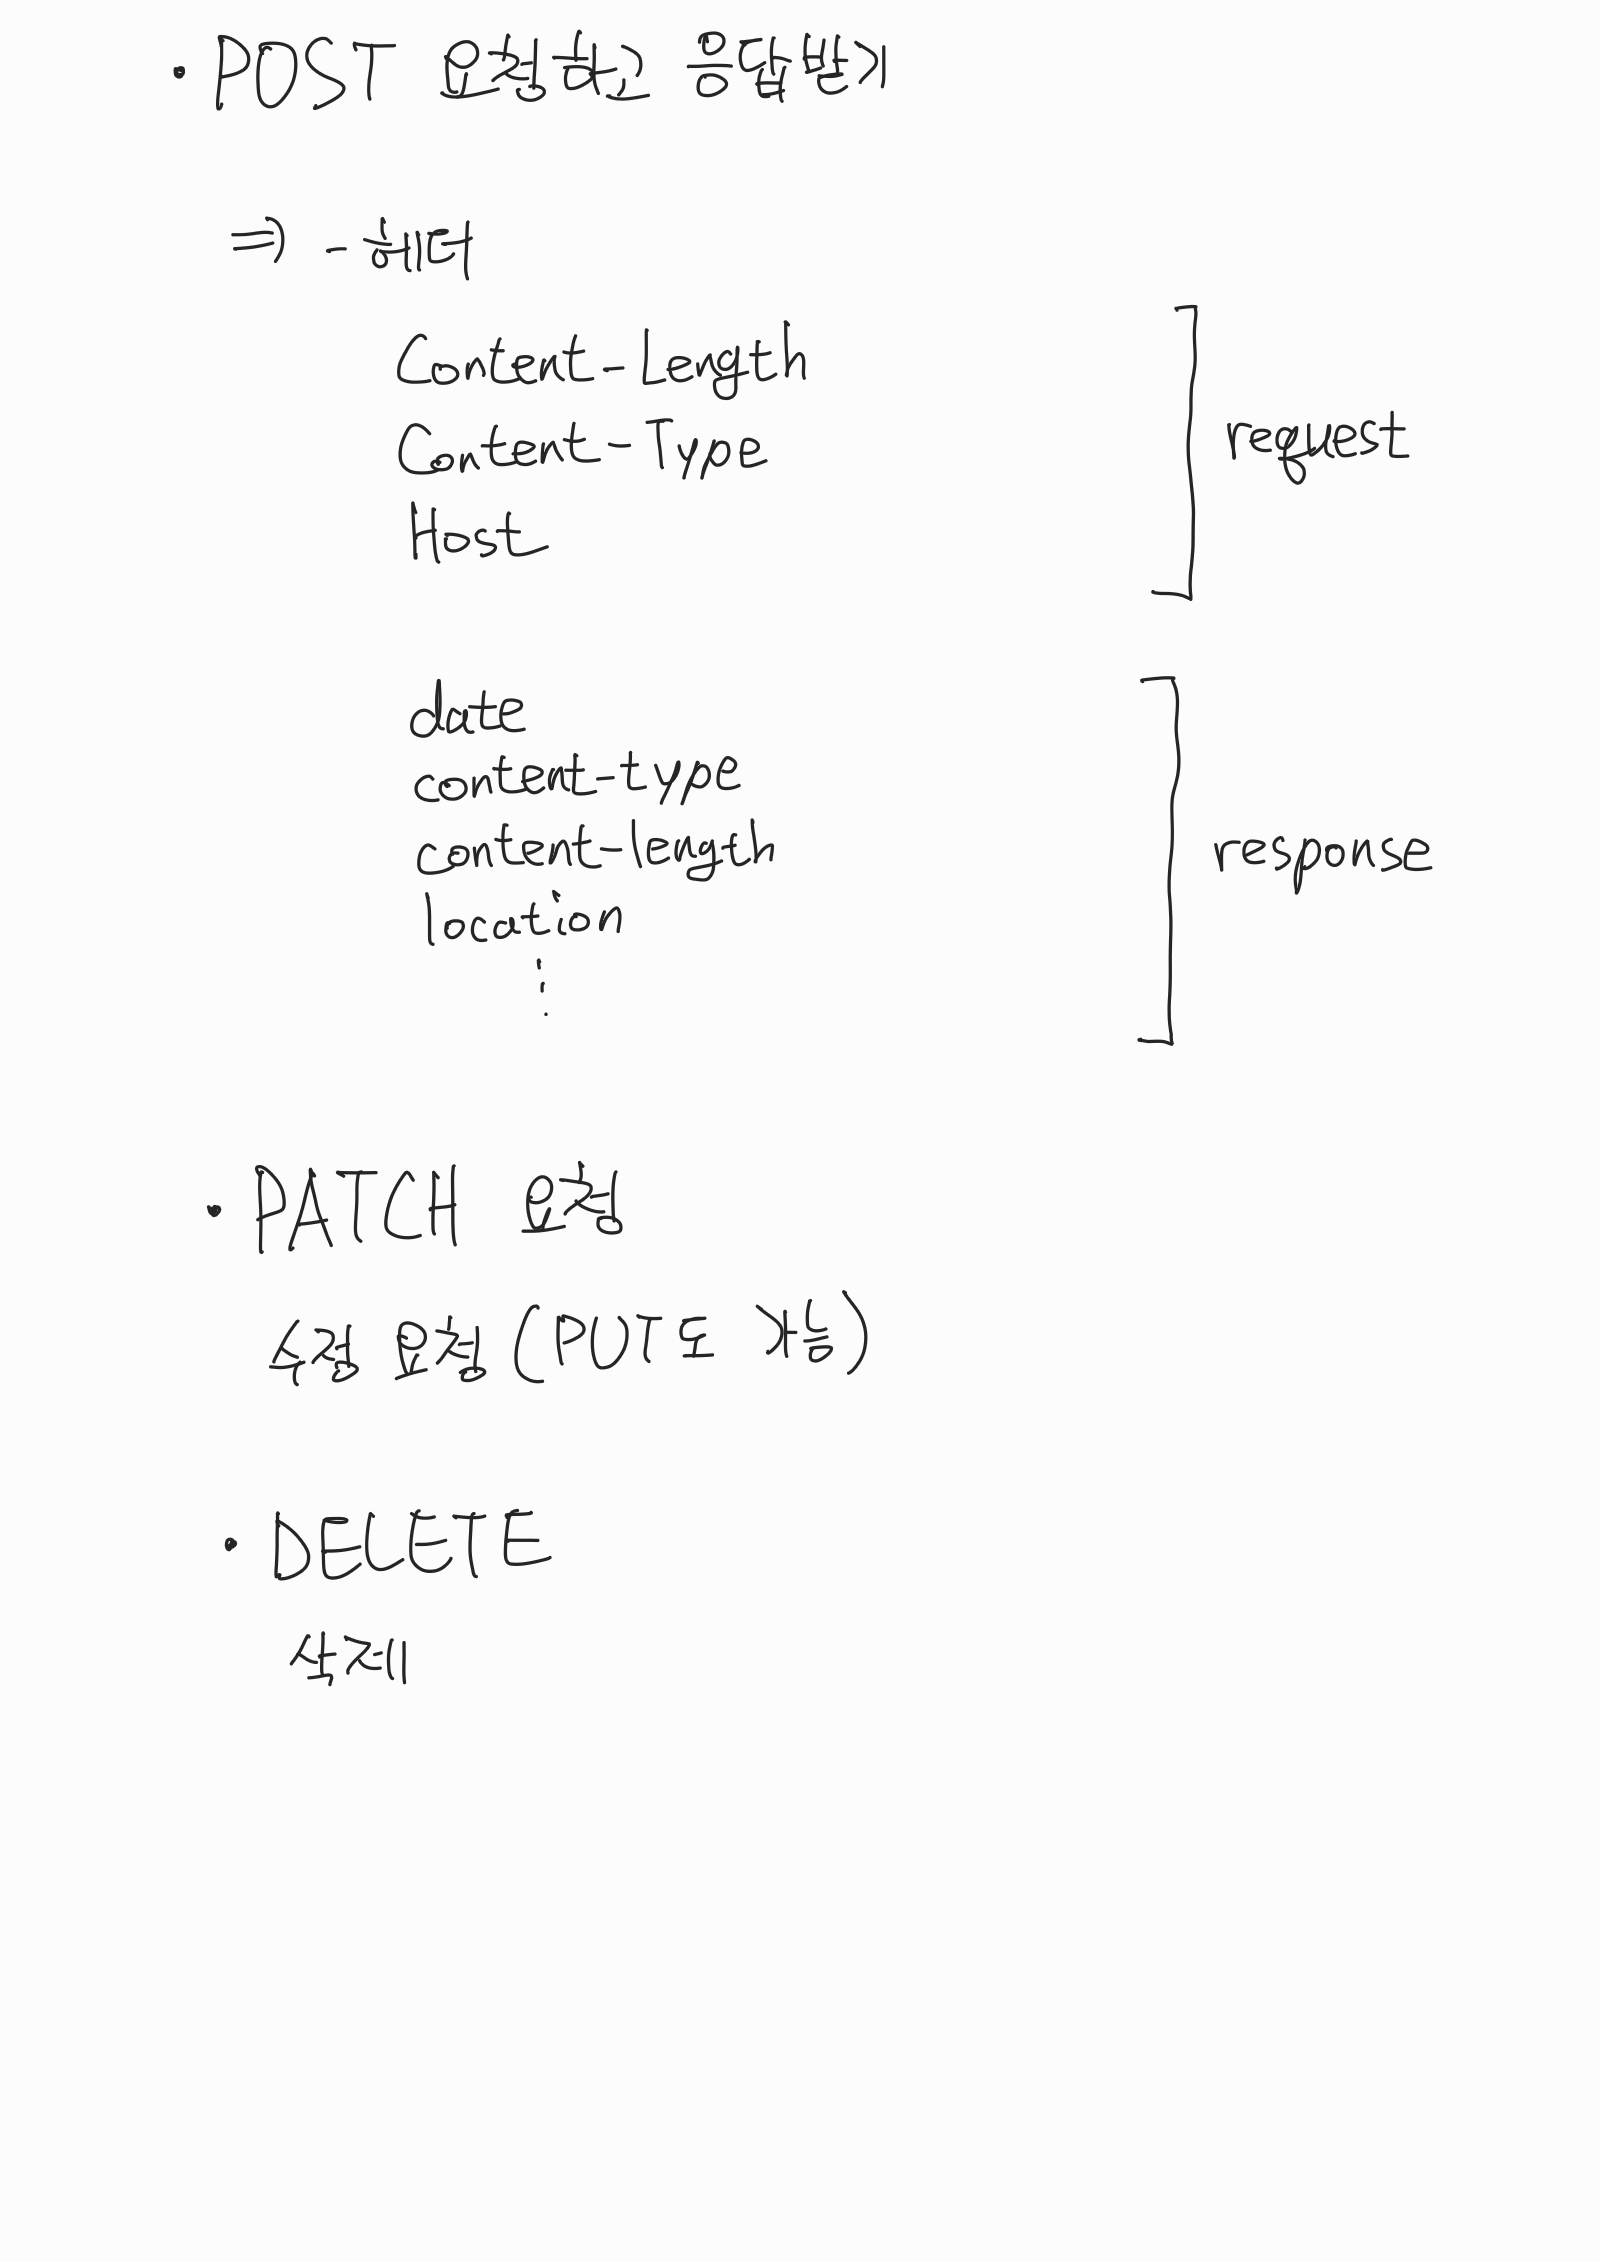 • POST 요청하고 응답받기
⇒ - 헤더
Content-Length
Content-Type
Host
request
date
content-type
content-length
location
⋮
response
• PATCH 요청
수정 요청 (PUT도 가능)
• DELETE
삭제